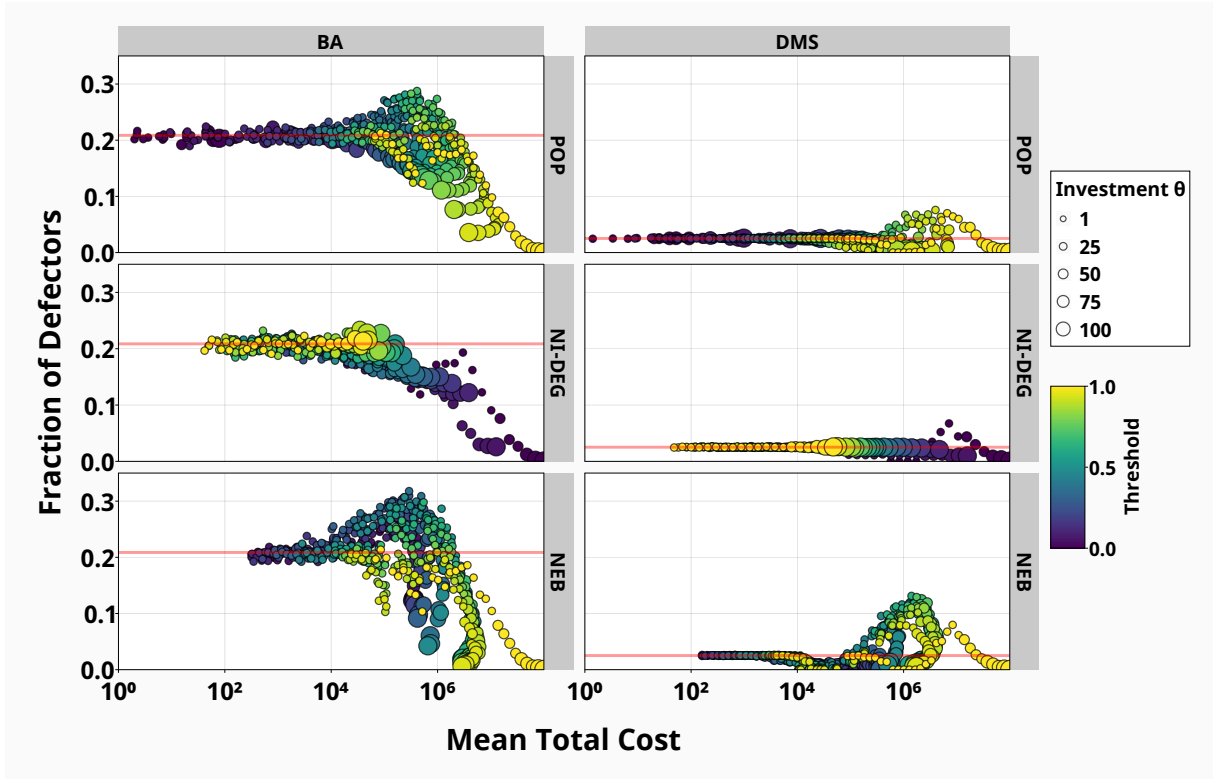 BA
DMS
Fraction of Defectors
0.3
0.2
0.1
0.0
POP
POP
0.3
0.2
0.1
0.0
NI-DEG
NI-DEG
0.3
0.2
0.1
0.0
NEB
NEB
10⁰
10²
10⁴
10⁶
10⁰
10²
10⁴
10⁶
Mean Total Cost
Investment θ
1
25
50
75
100
1.0
0.5
0.0
Threshold